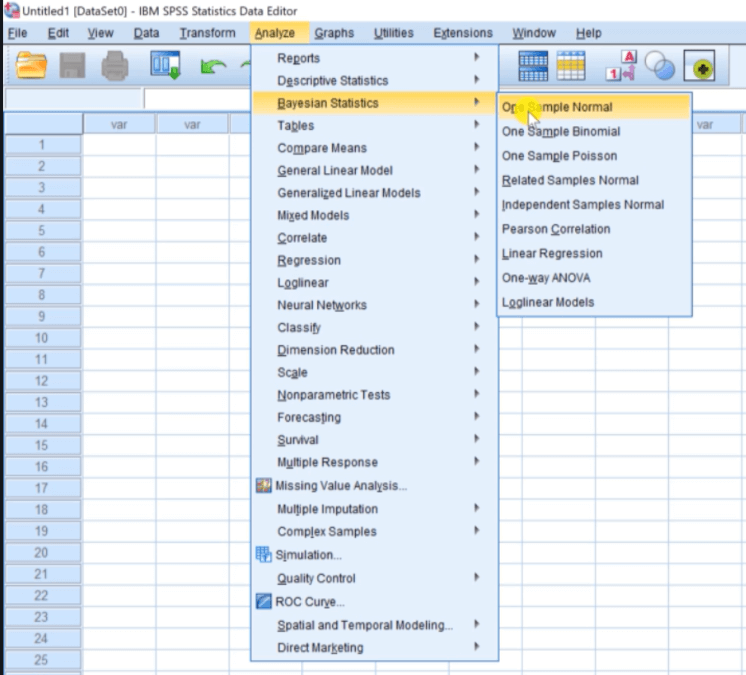 Untitled1 [DataSet0] - IBM SPSS Statistics Data Editor
File Edit View Data Transform Analyze Graphs Utilities Extensions Window Help
Reports
Descriptive Statistics
Bayesian Statistics
Tables
Compare Means
General Linear Model
Generalized Linear Models
Mixed Models
Correlate
Regression
Loglinear
Neural Networks
Classify
Dimension Reduction
Scale
Nonparametric Tests
Forecasting
Survival
Multiple Response
Missing Value Analysis...
Multiple Imputation
Complex Samples
Simulation...
Quality Control
ROC Curve...
Spatial and Temporal Modeling...
Direct Marketing
One Sample Normal
One Sample Binomial
One Sample Poisson
Related Samples Normal
Independent Samples Normal
Pearson Correlation
Linear Regression
One-way ANOVA
Loglinear Models
A
1
var var var
1
2
3
4
5
6
7
8
9
10
11
12
13
14
15
16
17
18
19
20
21
22
23
24
25